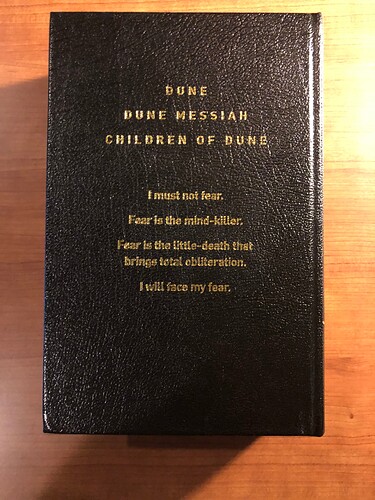 DUNE
DUNE MESSIAH
CHILDREN OF DUNE
I must not fear.
Fear is the mind-killer.
Fear is the little-death that
brings total obliteration.
I will face my fear.